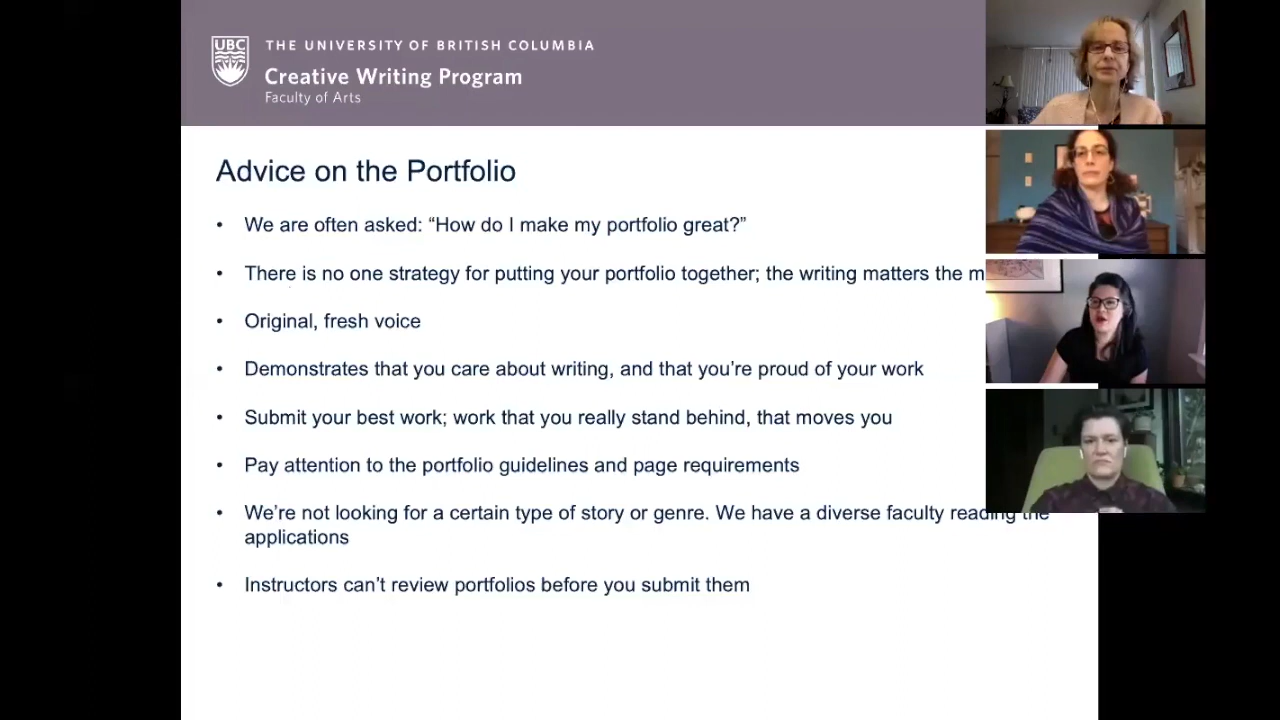 UBC
THE UNIVERSITY OF BRITISH COLUMBIA
Creative Writing Program
Faculty of Arts
Advice on the Portfolio
• We are often asked: “How do I make my portfolio great?”
• There is no one strategy for putting your portfolio together; the writing matters the m
• Original, fresh voice
• Demonstrates that you care about writing, and that you’re proud of your work
• Submit your best work; work that you really stand behind, that moves you
• Pay attention to the portfolio guidelines and page requirements
• We’re not looking for a certain type of story or genre. We have a diverse faculty reading the
applications
• Instructors can’t review portfolios before you submit them